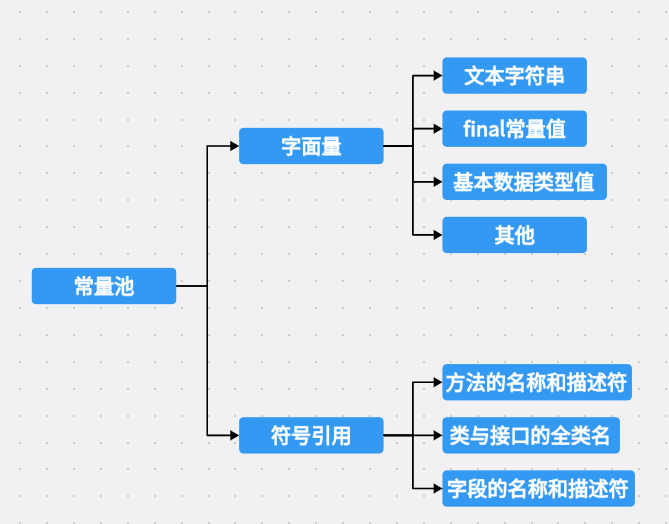 文本字符串
final常量值
字面量
基本数据类型值
其他
常量池
方法的名称和描述符
符号引用
类与接口的全类名
字段的名称和描述符